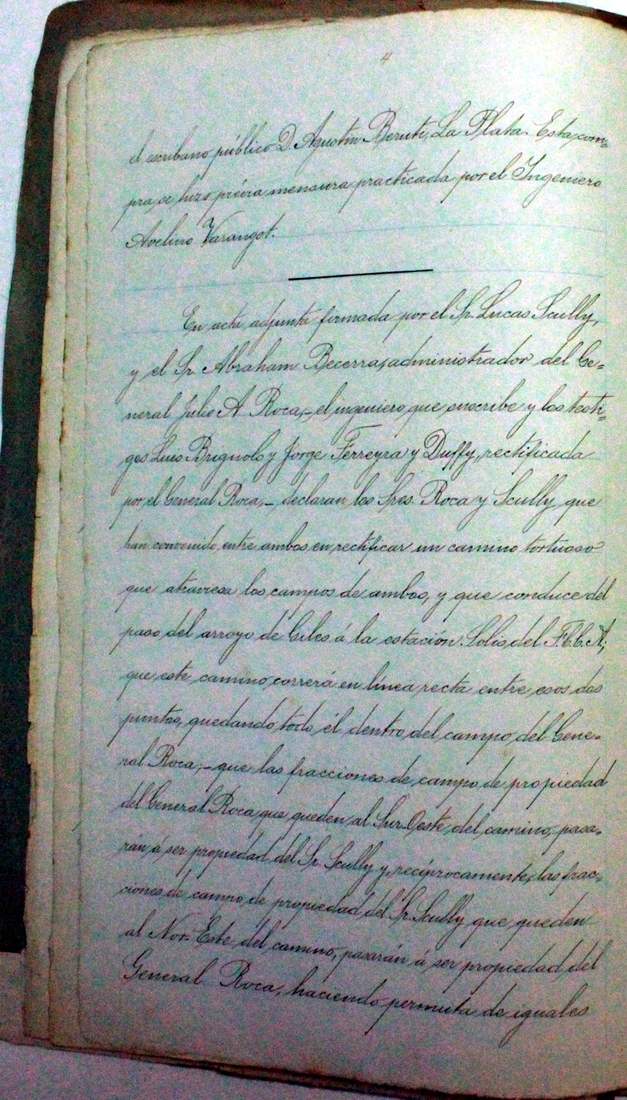 4
el escribano público D. Agustin Beruti, La Plata. Esta com-
pra, se hizo, prévia mensura practicada por el Ingeniero
Avelino Varangot.
En acta adjunta firmada por el Sr. Lucas Scully,
y el Sr. Abraham Becerra, administrador del Ge-
neral Julio A. Roca, – el ingeniero que suscribe y los testi-
gos Luis Brignolo y Jorge Ferreyra y Duffy, rectificada
por el General Roca, – declaran los Sres. Roca y Scully, que
han convenido entre ambos en rectificar un camino tortuoso
que atraviesa los campos de ambos, y que conduce del
paso del arroyo de Giles á la estación Solis, del F.C.C.A;
que este camino correrá en línea recta entre esos dos
puntos, quedando todo él dentro del campo del Gene-
ral Roca; – que las fracciones de campo de propiedad
del General Roca que queden al Sur-Oeste del camino, pasa-
rán á ser propiedad del Sr. Scully y, recíprocamente, las frac-
ciones de campo de propiedad del Sr. Scully que queden
al Nor-Este del camino, pasarán á ser propiedad del
General Roca, haciendo permuta de iguales